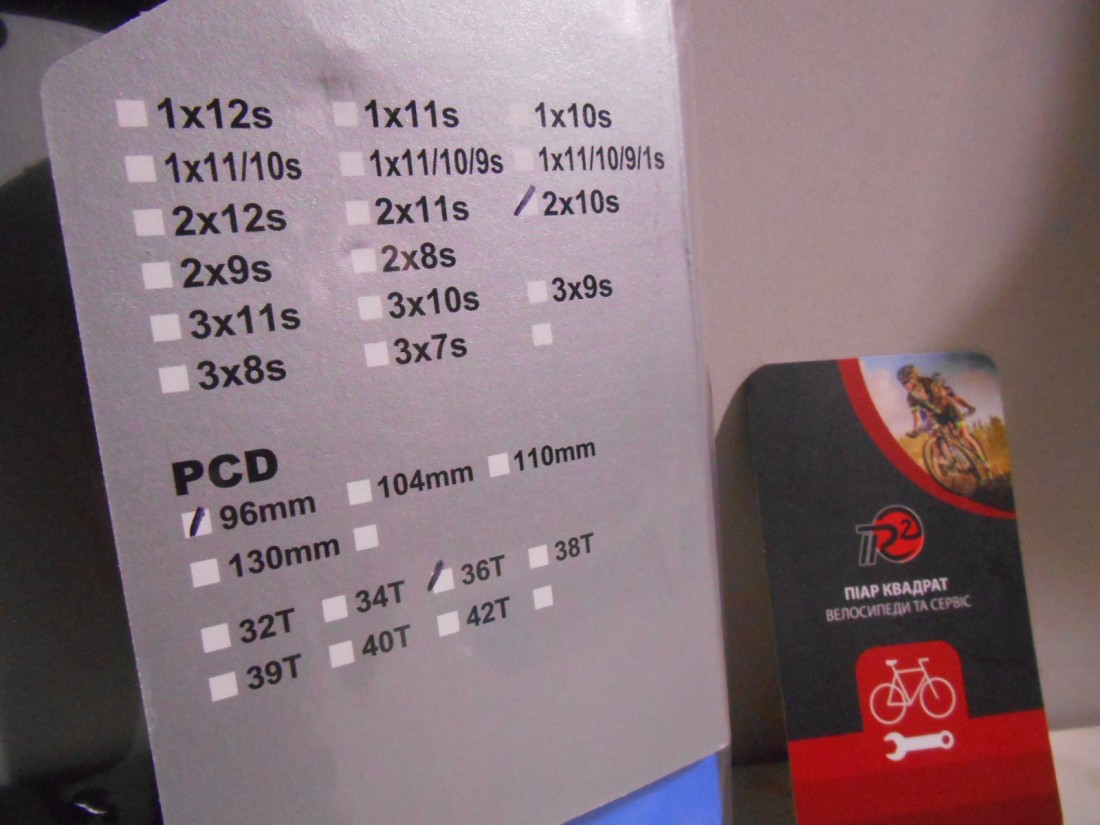 1x12s 1x11s 1x10s
1x11/10s 1x11/10/9s 1x11/10/9/1s
2x12s 2x11s 2x10s
2x9s 2x8s
3x11s 3x10s 3x9s
3x8s 3x7s
PCD
96mm 104mm 110mm
130mm
32T 34T 36T 38T
39T 40T 42T
ПR2
ПІАР КВАДРАТ
ВЕЛОСИПЕДИ ТА СЕРВІС